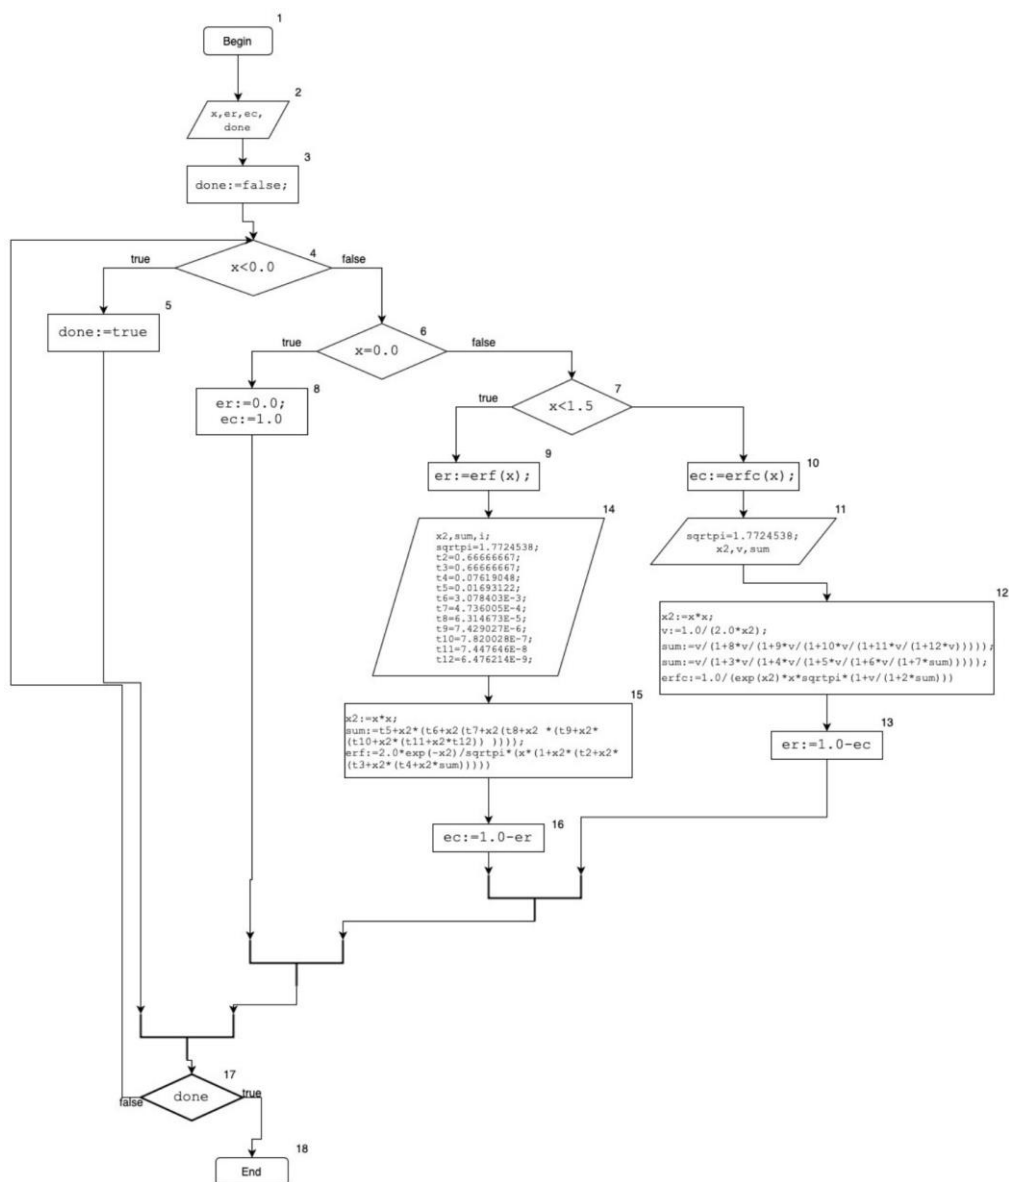 1
Begin
2
x,er,ec,
done
3
done:=false;
4
true
false
x<0.0
5
done:=true
6
true
false
x=0.0
8
er:=0.0;
ec:=1.0
7
true
x<1.5
9
er:=erf(x);
10
ec:=erfc(x);
14
x2,sum,i;
sqrtpi=1.7724538;
t2=0.66666667;
t3=0.66666667;
t4=0.07619048;
t5=0.01693122;
t6=3.078403E-3;
t7=4.736005E-4;
t8=6.314673E-5;
t9=7.429027E-6;
t10=7.820028E-7;
t11=7.447646E-8
t12=6.476214E-9;
11
sqrtpi=1.7724538;
x2,v,sum
12
x2:=x*x;
v:=1.0/(2.0*x2);
sum:=v/(1+8*v/(1+9*v/(1+10*v/(1+11*v/(1+12*v)))));
sum:=v/(1+3*v/(1+4*v/(1+5*v/(1+6*v/(1+7*sum)))));
erfc:=1.0/(exp(x2)*x*sqrtpi*(1+v/(1+2*sum)))
15
x2:=x*x;
sum:=t5+x2*(t6+x2(t7+x2(t8+x2 *(t9+x2*
(t10+x2*(t11+x2*t12)) ))));
erf:=2.0*exp(-x2)/sqrtpi*(x*(1+x2*(t2+x2*
(t3+x2*(t4+x2*sum)))))
13
er:=1.0-ec
16
ec:=1.0-er
17
false
done
true
18
End